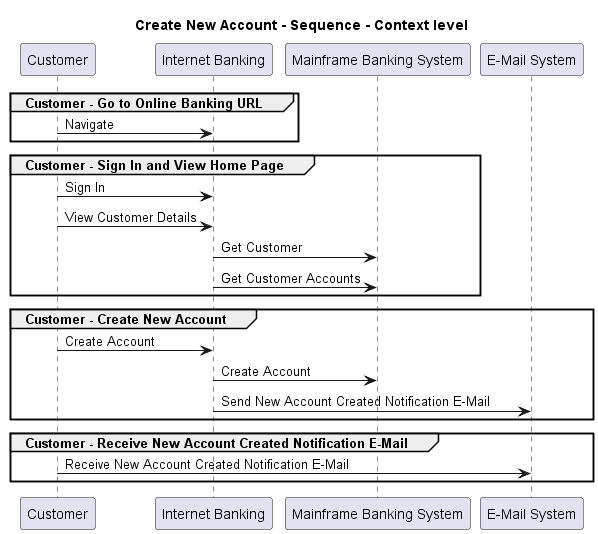 Create New Account - Sequence - Context level
Customer
Internet Banking
Mainframe Banking System
E-Mail System
Customer - Go to Online Banking URL
Navigate
Customer - Sign In and View Home Page
Sign In
View Customer Details
Get Customer
Get Customer Accounts
Customer - Create New Account
Create Account
Create Account
Send New Account Created Notification E-Mail
Customer - Receive New Account Created Notification E-Mail
Receive New Account Created Notification E-Mail
Customer
Internet Banking
Mainframe Banking System
E-Mail System